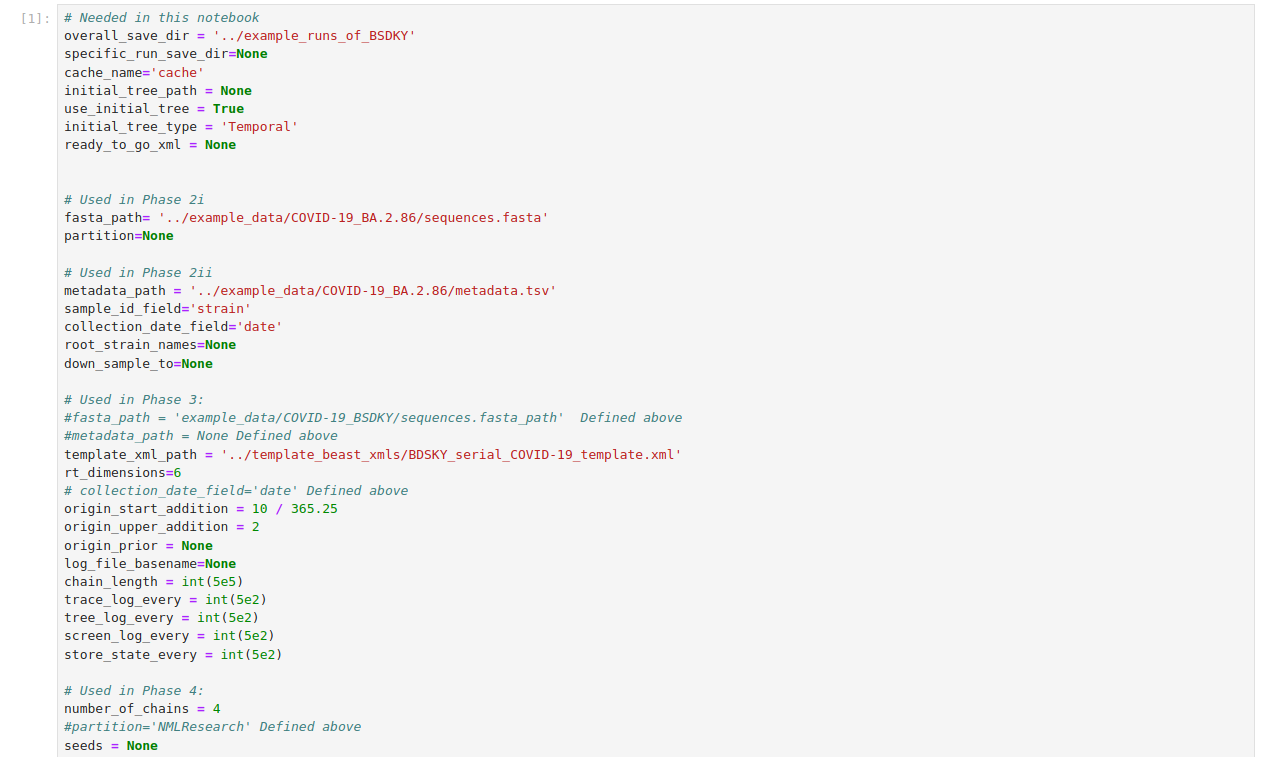 [1]:
# Needed in this notebook
overall_save_dir = '../example_runs_of_BSDKY'
specific_run_save_dir=None
cache_name='cache'
initial_tree_path = None
use_initial_tree = True
initial_tree_type = 'Temporal'
ready_to_go_xml = None
# Used in Phase 2i
fasta_path= '../example_data/COVID-19_BA.2.86/sequences.fasta'
partition=None
# Used in Phase 2ii
metadata_path = '../example_data/COVID-19_BA.2.86/metadata.tsv'
sample_id_field='strain'
collection_date_field='date'
root_strain_names=None
down_sample_to=None
# Used in Phase 3:
#fasta_path = 'example_data/COVID-19_BSDKY/sequences.fasta_path'  Defined above
#metadata_path = None Defined above
template_xml_path = '../template_beast_xmls/BDSKY_serial_COVID-19_template.xml'
rt_dimensions=6
# collection_date_field='date' Defined above
origin_start_addition = 10 / 365.25
origin_upper_addition = 2
origin_prior = None
log_file_basename=None
chain_length = int(5e5)
trace_log_every = int(5e2)
tree_log_every = int(5e2)
screen_log_every = int(5e2)
store_state_every = int(5e2)
# Used in Phase 4:
number_of_chains = 4
#partition='NMLResearch' Defined above
seeds = None